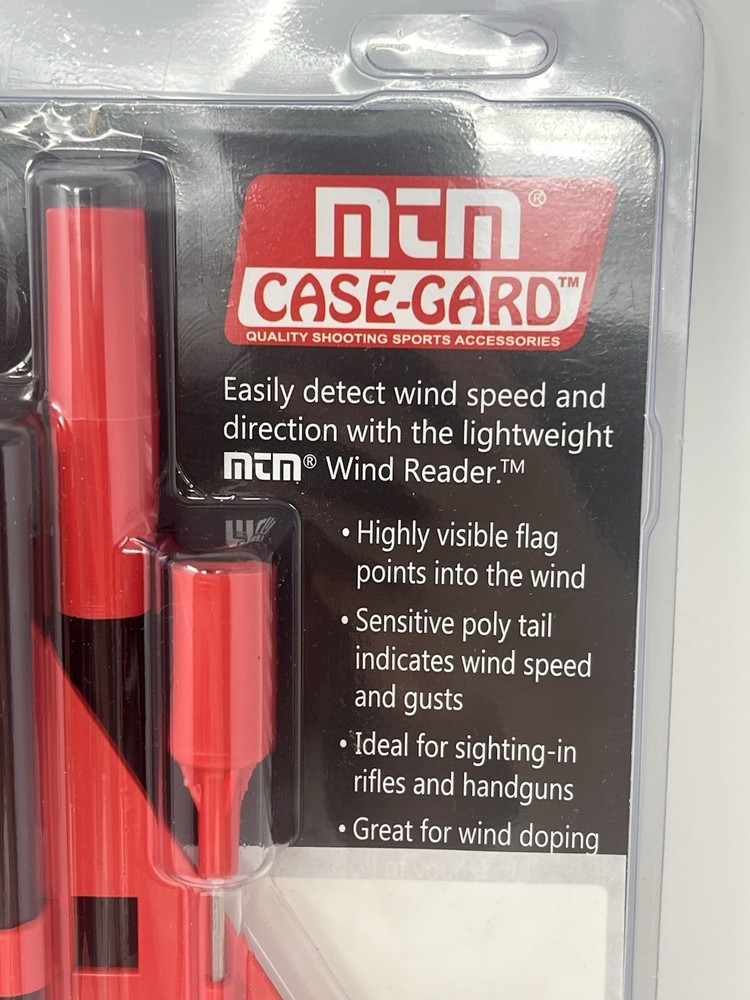 mtm®
CASE-GARD™
QUALITY SHOOTING SPORTS ACCESSORIES
Easily detect wind speed and
direction with the lightweight
mtm® Wind Reader.™
• Highly visible flag
points into the wind
• Sensitive poly tail
indicates wind speed
and gusts
• Ideal for sighting-in
rifles and handguns
• Great for wind doping